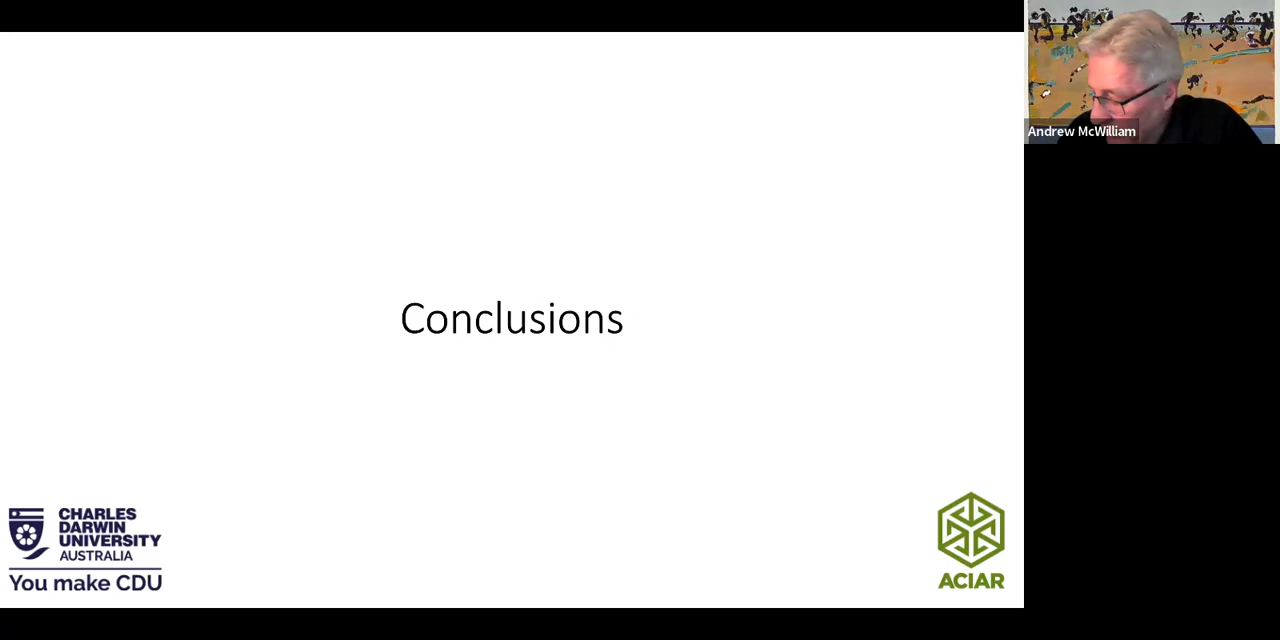 Andrew McWilliam
Conclusions
CHARLES
DARWIN
UNIVERSITY
AUSTRALIA
You make CDU
ACIAR